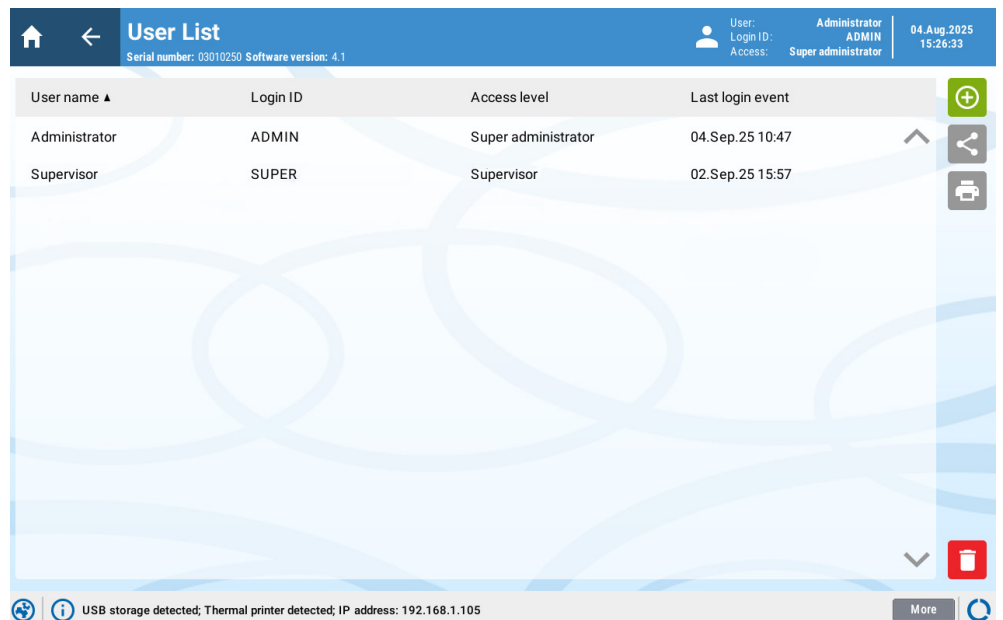 User List
Serial number: 03010250 Software version: 4.1
User: Administrator
Login ID: ADMIN
Access: Super administrator
04.Aug.2025
15:26:33
User name ▲ Login ID Access level Last login event
Administrator ADMIN Super administrator 04.Sep.25 10:47
Supervisor SUPER Supervisor 02.Sep.25 15:57
USB storage detected; Thermal printer detected; IP address: 192.168.1.105
More